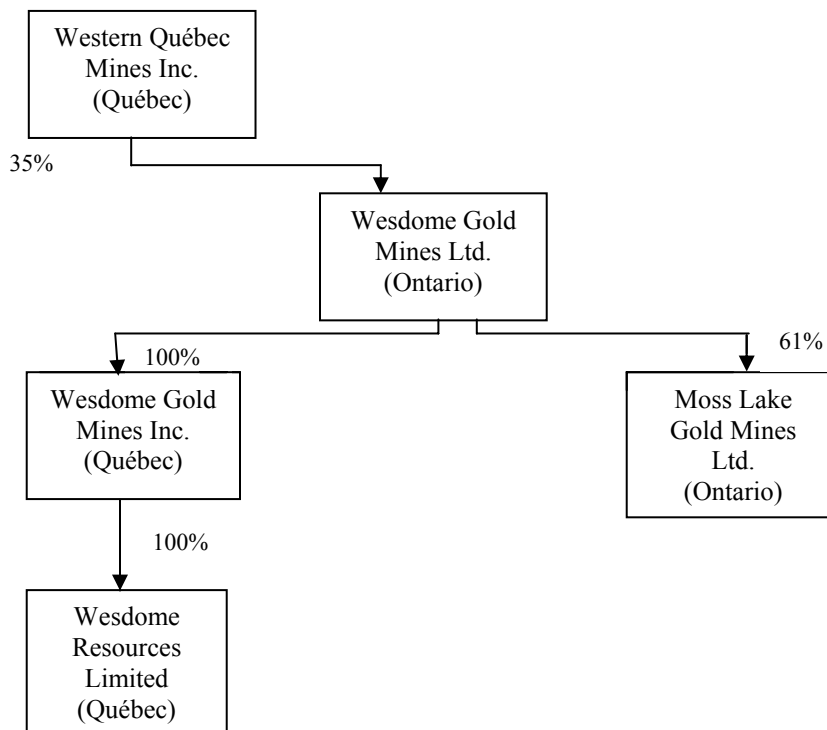 Western Québec
Mines Inc.
(Québec)
35%
Wesdome Gold
Mines Ltd.
(Ontario)
100%
61%
Wesdome Gold
Mines Inc.
(Québec)
Moss Lake
Gold Mines
Ltd.
(Ontario)
100%
Wesdome
Resources
Limited
(Québec)